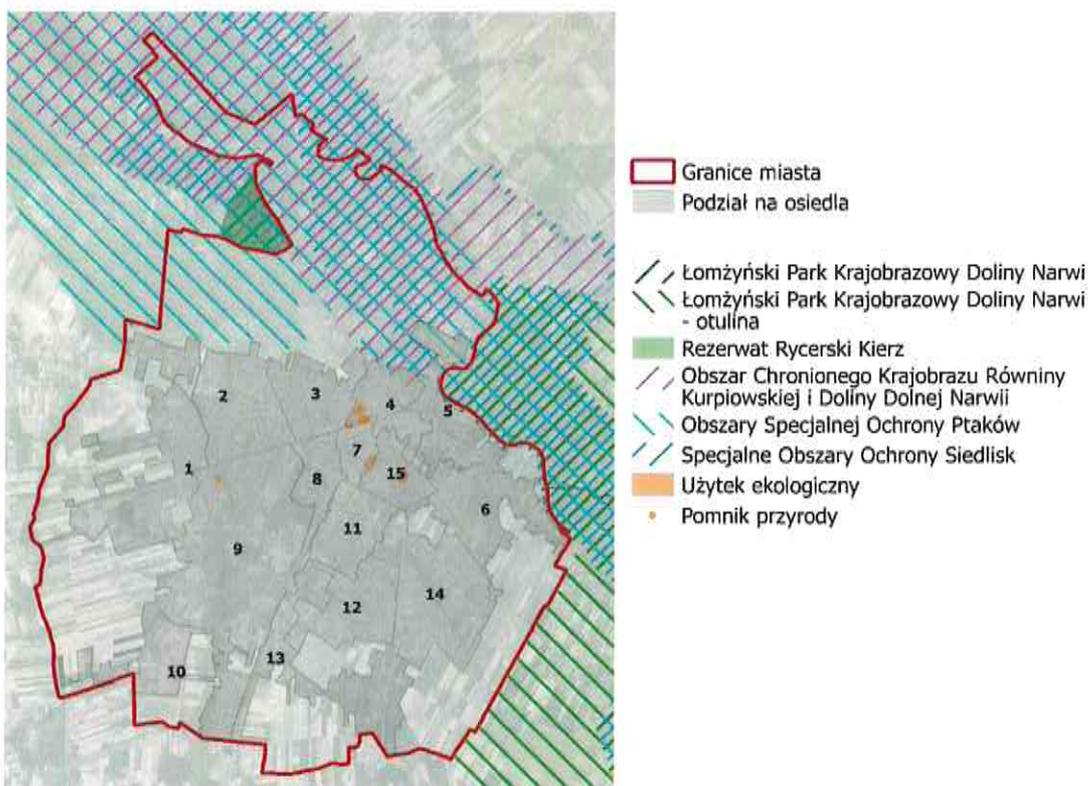 Granice miasta
Podział na osiedla
Łomżyński Park Krajobrazowy Doliny Narwi
Łomżyński Park Krajobrazowy Doliny Narwi
- otulina
Rezerwat Rycerski Kierz
Obszar Chronionego Krajobrazu Równiny
Kurpiowskiej i Doliny Dolnej Narwii
Obszary Specjalnej Ochrony Ptaków
Specjalne Obszary Ochrony Siedlisk
Użytek ekologiczny
Pomnik przyrody
2
3
4
5
1
7
8
15
6
11
9
12
14
13
10